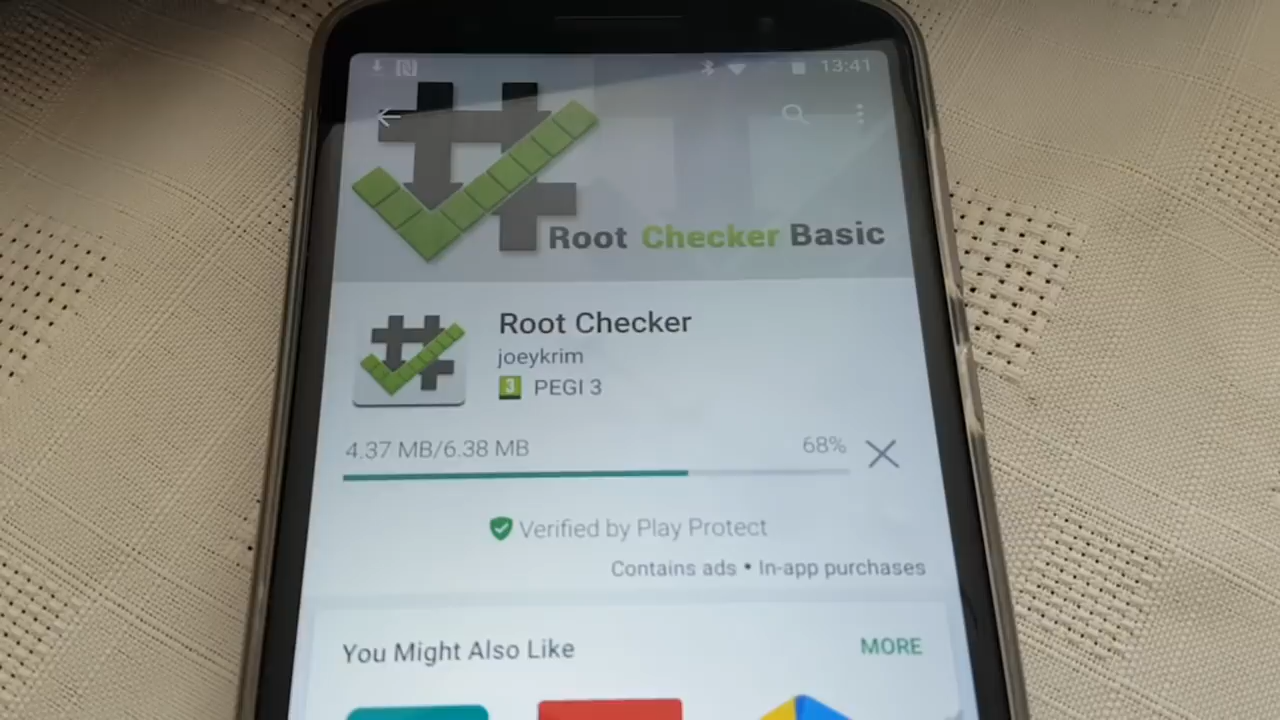 13:41
Root Checker Basic
Root Checker
joeykrim
3 PEGI 3
4.37 MB/6.38 MB 68%
Verified by Play Protect
Contains ads • In-app purchases
You Might Also Like MORE